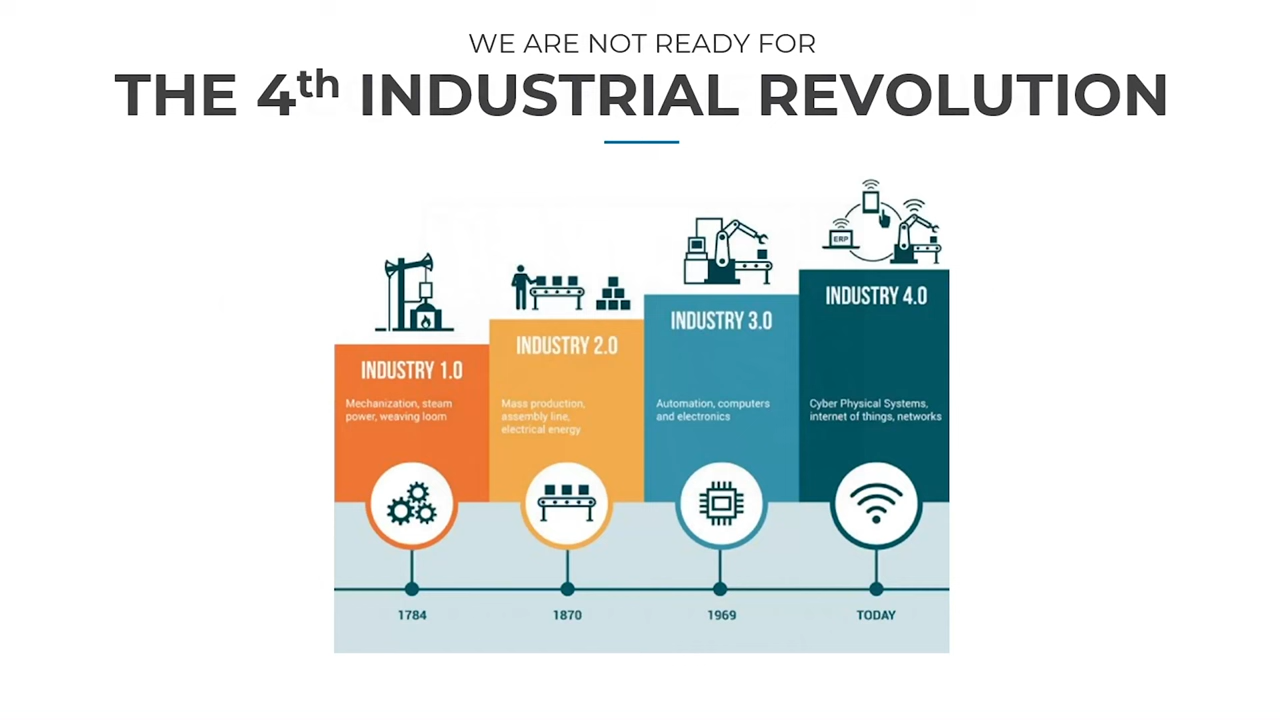 WE ARE NOT READY FOR
THE 4th INDUSTRIAL REVOLUTION
INDUSTRY 1.0
Mechanization, steam
power, weaving loom
INDUSTRY 2.0
Mass production,
assembly line,
electrical energy
INDUSTRY 3.0
Automation, computers
and electronics
ERP
INDUSTRY 4.0
Cyber Physical Systems,
internet of things, networks
1784
1870
1969
TODAY